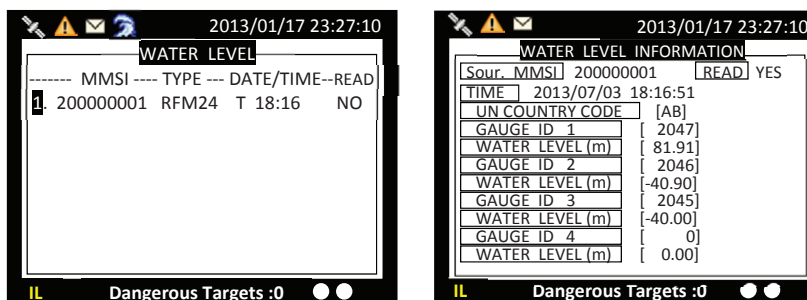 2013/01/17 23:27:10
WATER LEVEL
------- MMSI ---- TYPE --- DATE/TIME--READ
1. 200000001 RFM24 T 18:16 NO
IL Dangerous Targets :0
2013/01/17 23:27:10
WATER LEVEL INFORMATION
Sour. MMSI 200000001 READ YES
TIME 2013/07/03 18:16:51
UN COUNTRY CODE [AB]
GAUGE ID 1 [ 2047]
WATER LEVEL (m) [ 81.91]
GAUGE ID 2 [ 2046]
WATER LEVEL (m) [-40.90]
GAUGE ID 3 [ 2045]
WATER LEVEL (m) [-40.00]
GAUGE ID 4 [ 0]
WATER LEVEL (m) [ 0.00]
IL Dangerous Targets :0